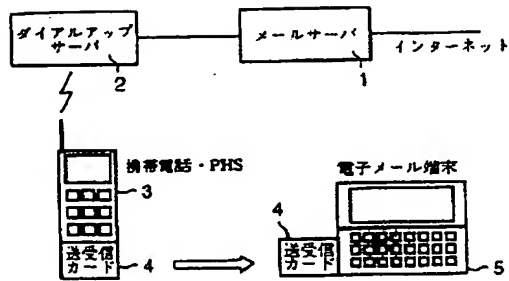 ダイアルアップ
サーバ
2
メールサーバ
1
インターネット
携帯電話・PHS
3
送受信
カード
4
電子メール端末
4
送受信
カード
5